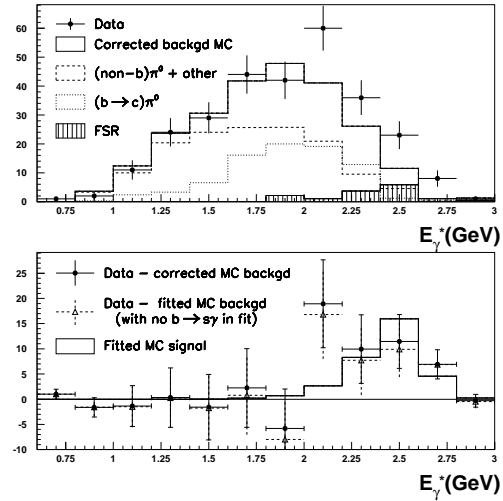 60
50
40
30
20
10
0
Data
Corrected backgd MC
(non-b)π⁰ + other
(b→c)π⁰
FSR
0.75 1 1.25 1.5 1.75 2 2.25 2.5 2.75 3
E*γ(GeV)
25
20
15
10
5
0
-5
-10
Data – corrected MC backgd
Data – fitted MC backgd
(with no b→sγ in fit)
Fitted MC signal
0.75 1 1.25 1.5 1.75 2 2.25 2.5 2.75 3
E*γ(GeV)